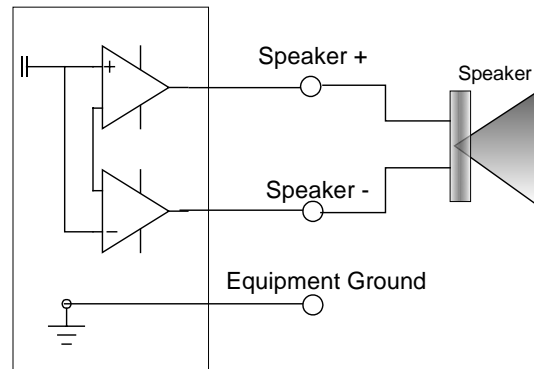 Speaker +
Speaker
+
Speaker -
−
Equipment Ground